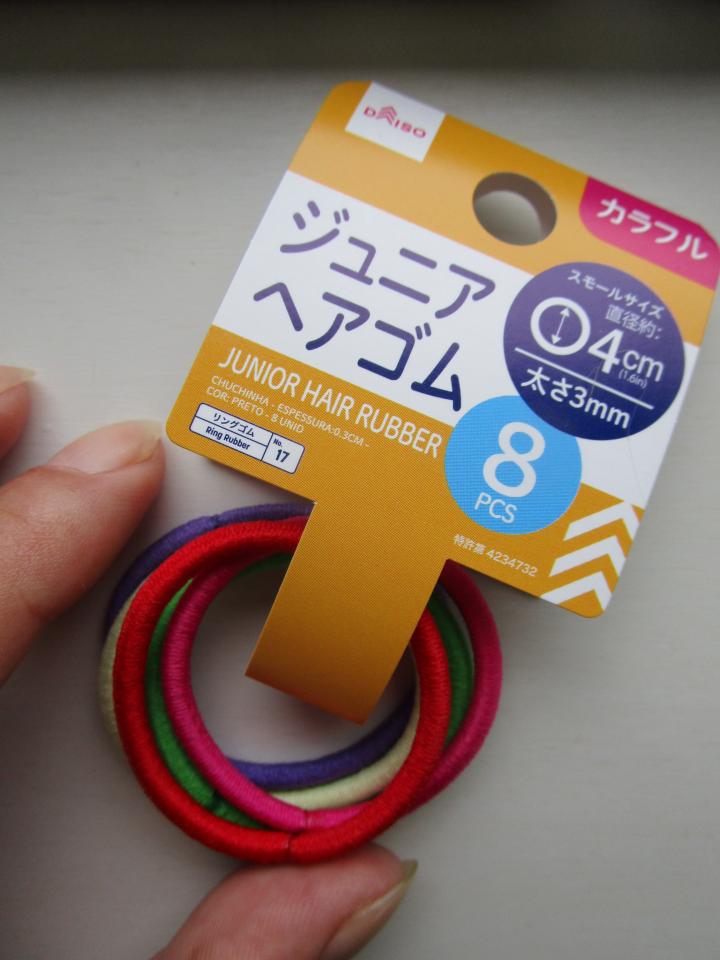 DAISO
カラフル
ジュニア
ヘアゴム
スモールサイズ
直径約:
4cm
(1.6in)
太さ3mm
JUNIOR HAIR RUBBER
CHUCHINHA - ESPESSURA:0.3CM -
COR: PRETO - 8 UNID
リングゴム
Ring Rubber
No.
17
8
PCS
特許第 4234732